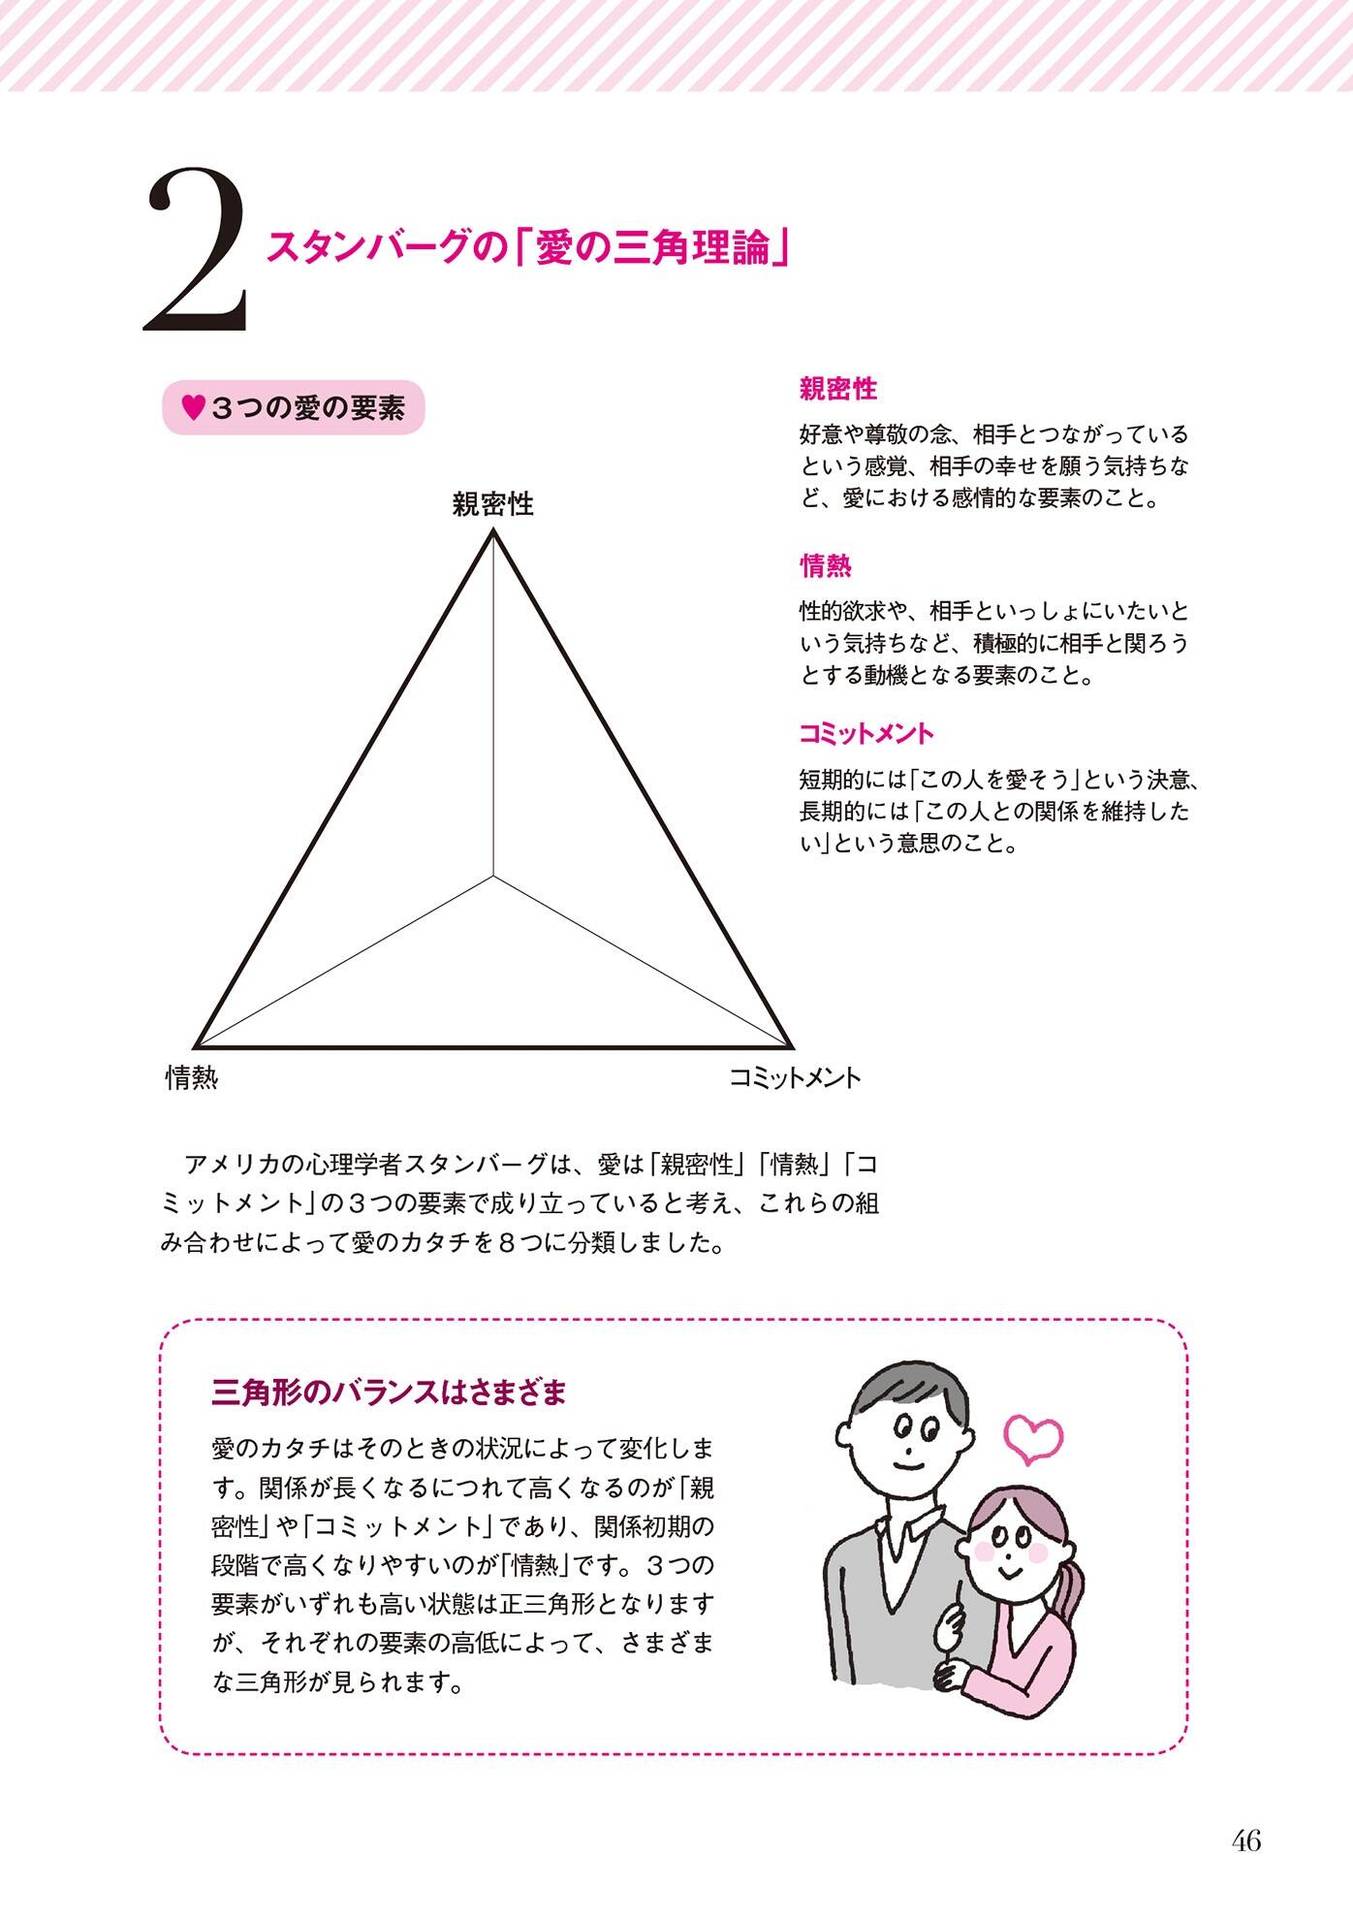 2
スタンバーグの「愛の三角理論」
♥３つの愛の要素
親密性
情熱
コミットメント
親密性
好意や尊敬の念、相手とつながっている
という感覚、相手の幸せを願う気持ちな
ど、愛における感情的な要素のこと。
情熱
性的欲求や、相手といっしょにいたいと
いう気持ちなど、積極的に相手と関ろう
とする動機となる要素のこと。
コミットメント
短期的には「この人を愛そう」という決意、
長期的には「この人との関係を維持した
い」という意思のこと。
アメリカの心理学者スタンバーグは、愛は「親密性」「情熱」「コ
ミットメント」の３つの要素で成り立っていると考え、これらの組
み合わせによって愛のカタチを８つに分類しました。
三角形のバランスはさまざま
愛のカタチはそのときの状況によって変化しま
す。関係が長くなるにつれて高くなるのが「親
密性」や「コミットメント」であり、関係初期の
段階で高くなりやすいのが「情熱」です。３つの
要素がいずれも高い状態は正三角形となります
が、それぞれの要素の高低によって、さまざま
な三角形が見られます。
46